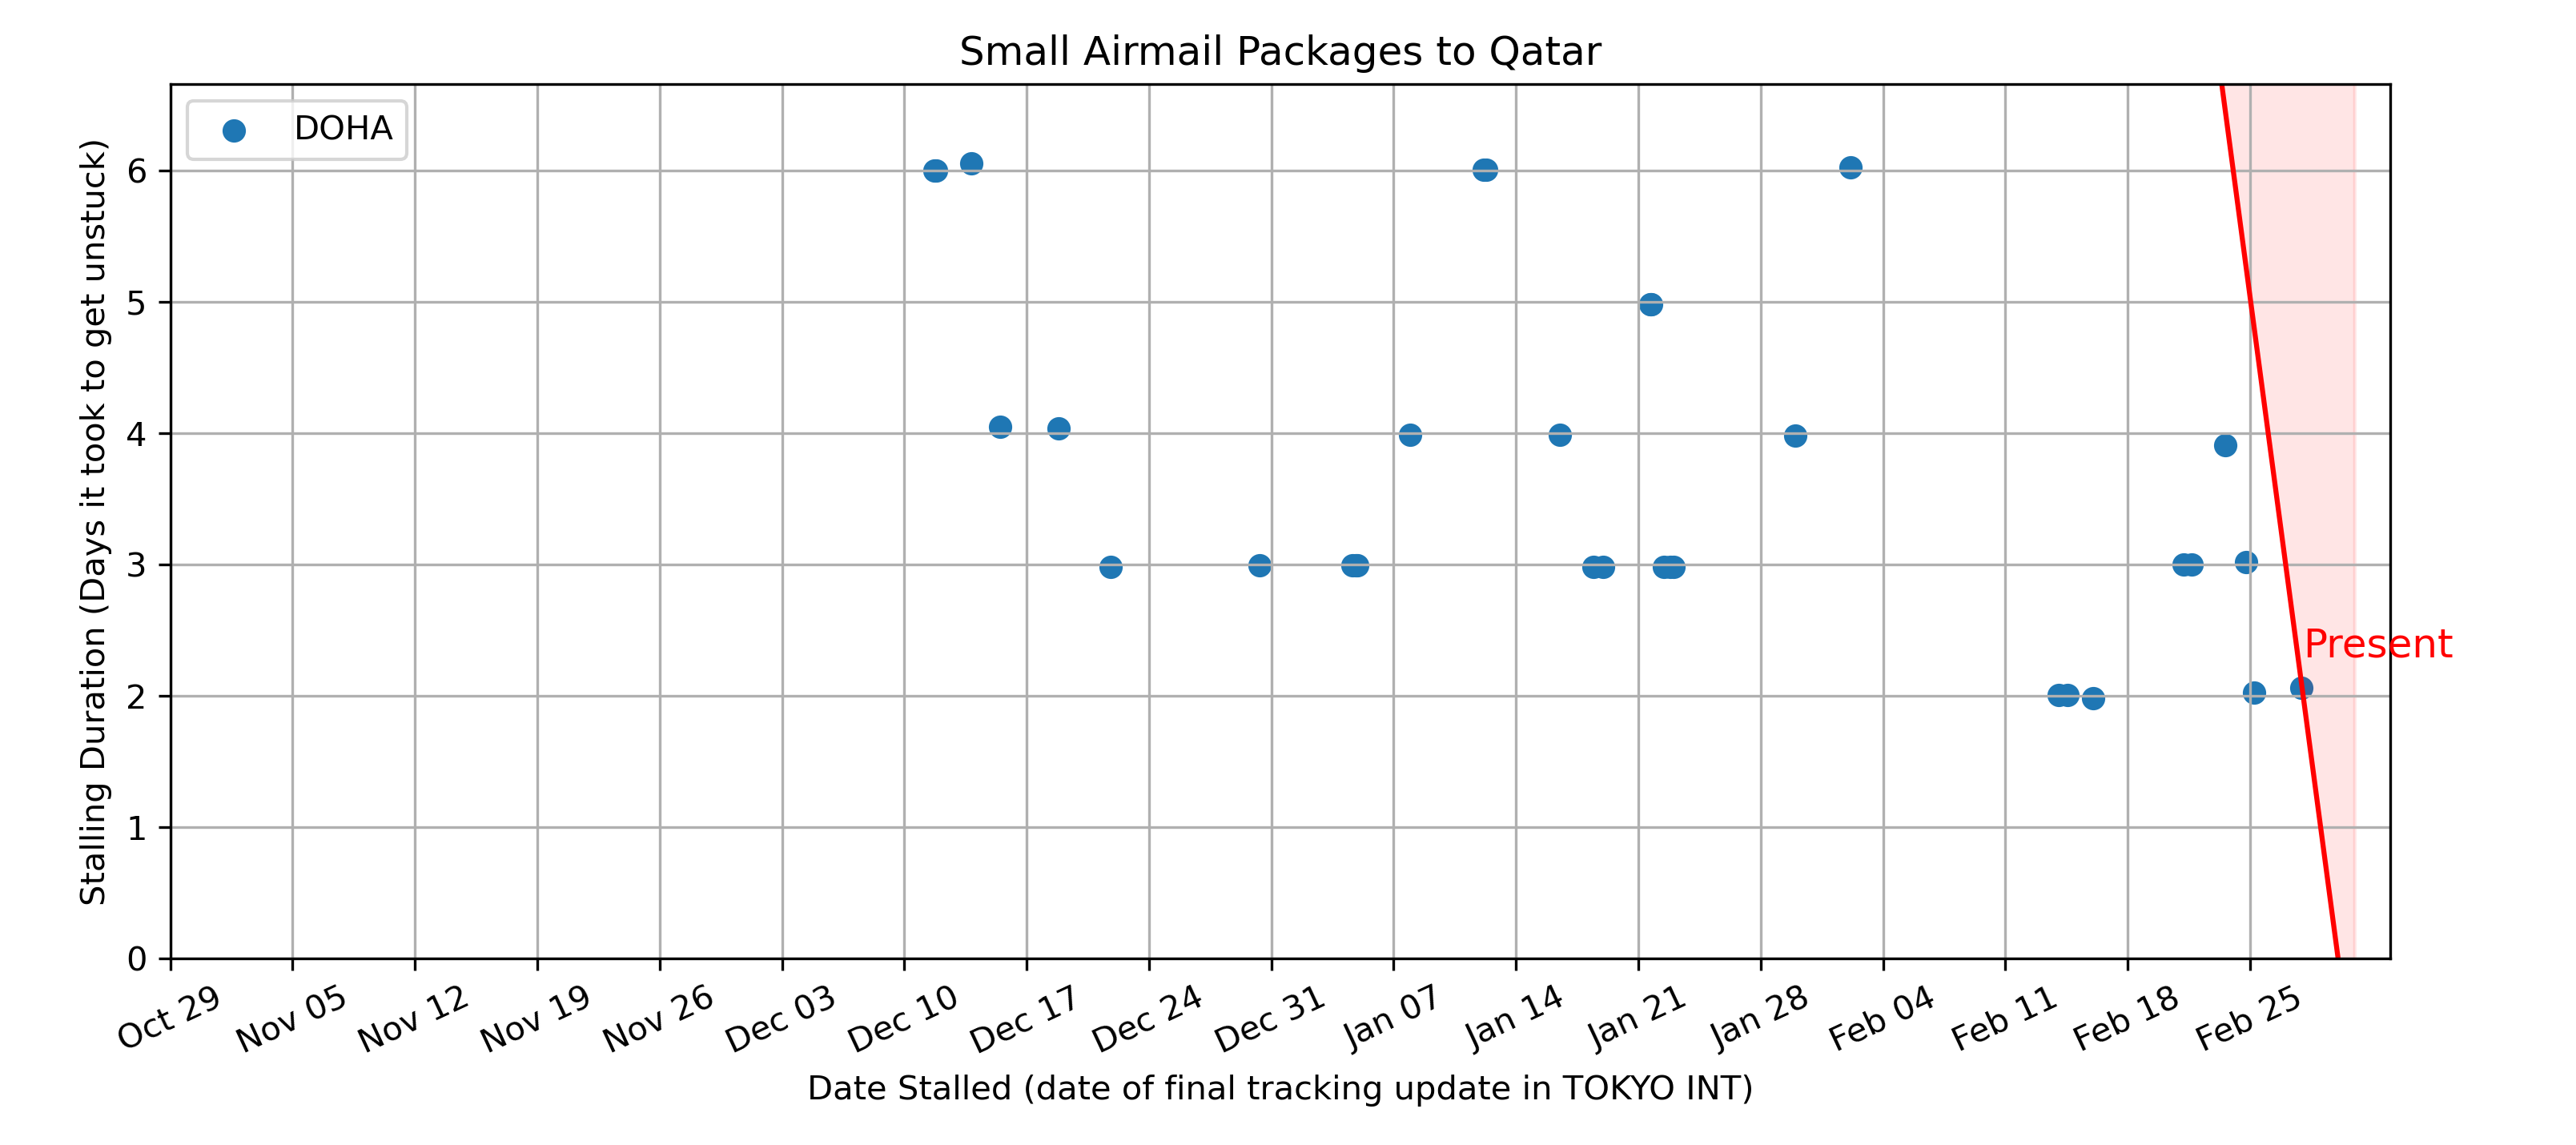 Small Airmail Packages to Qatar
DOHA
Stalling Duration (Days it took to get unstuck)
6
5
4
3
2
1
0
Present
Oct 29
Nov 05
Nov 12
Nov 19
Nov 26
Dec 03
Dec 10
Dec 17
Dec 24
Dec 31
Jan 07
Jan 14
Jan 21
Jan 28
Feb 04
Feb 11
Feb 18
Feb 25
Date Stalled (date of final tracking update in TOKYO INT)